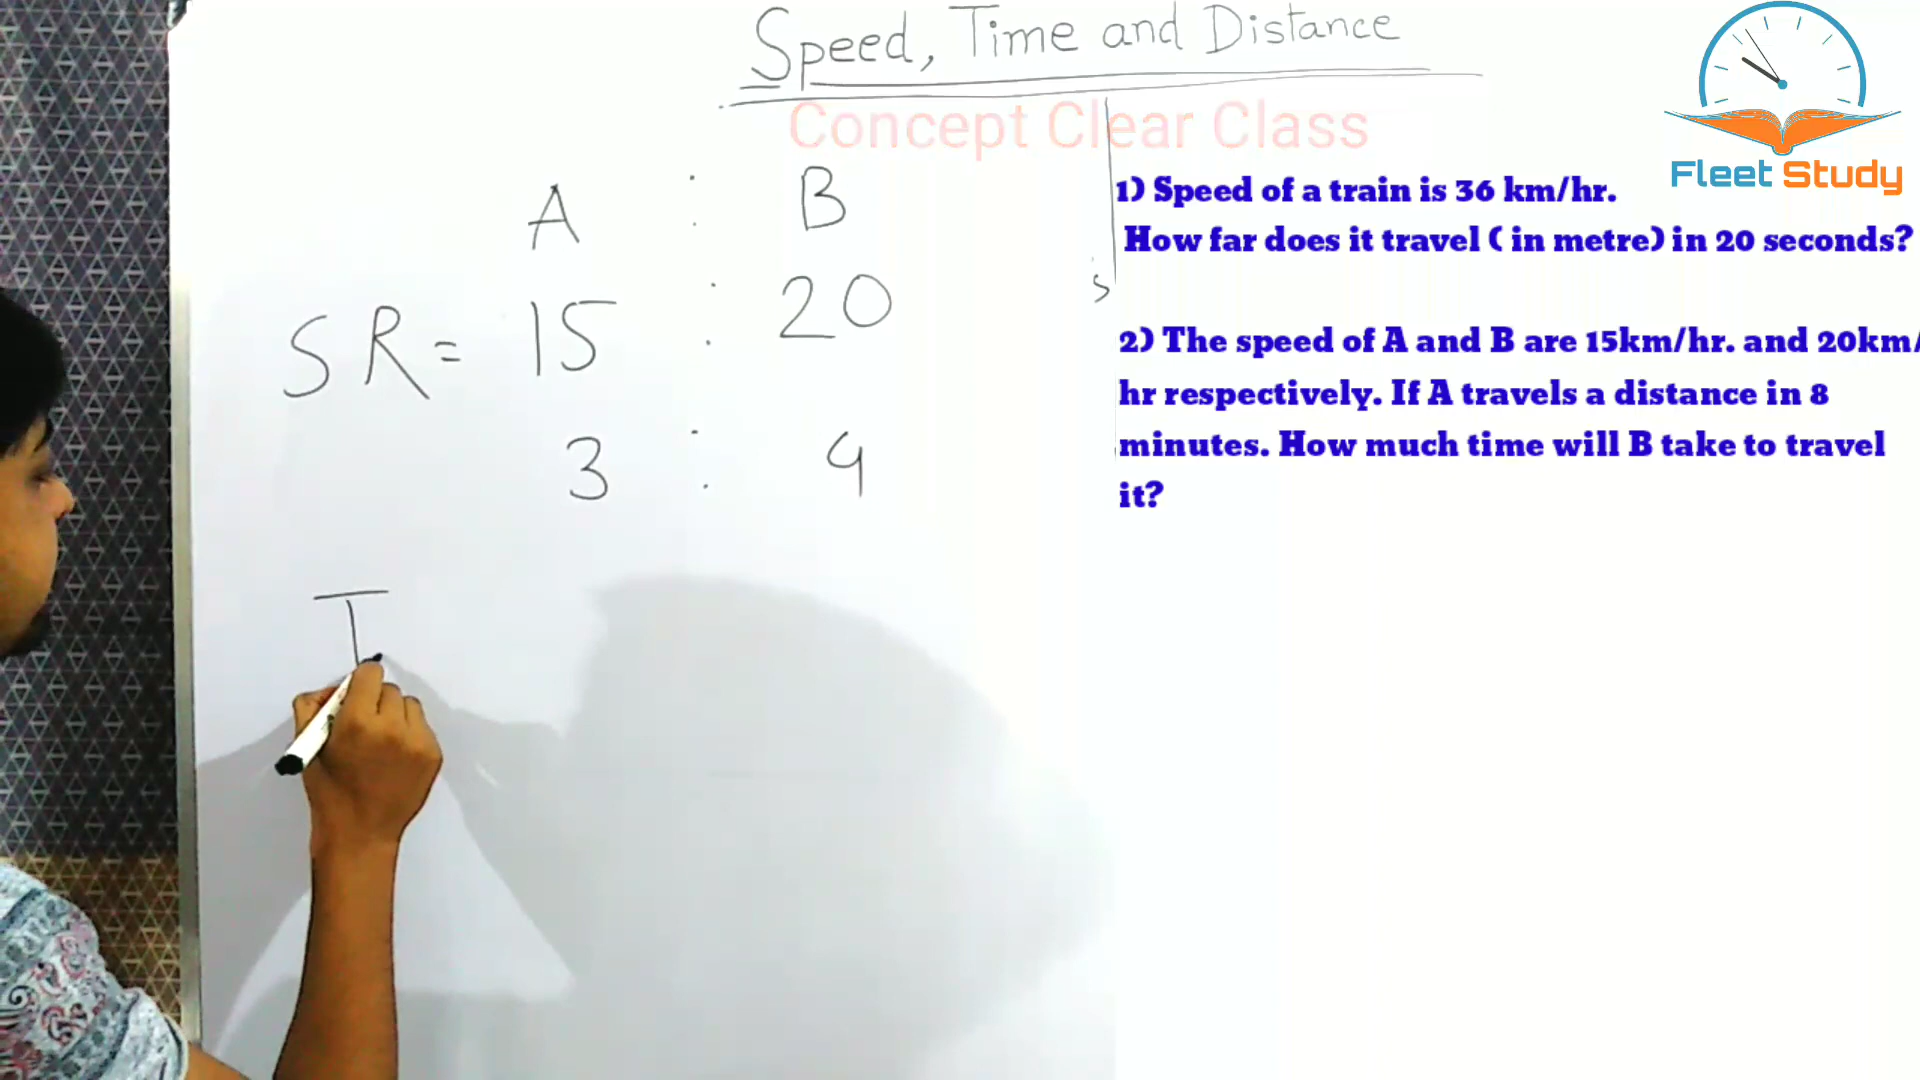 Speed, Time and Distance
Concept Clear Class
Fleet Study
A : B
SR = 15 : 20
3 : 4
T
s
1) Speed of a train is 36 km/hr.
How far does it travel ( in metre) in 20 seconds?
2) The speed of A and B are 15km/hr. and 20km/
hr respectively. If A travels a distance in 8
minutes. How much time will B take to travel
it?